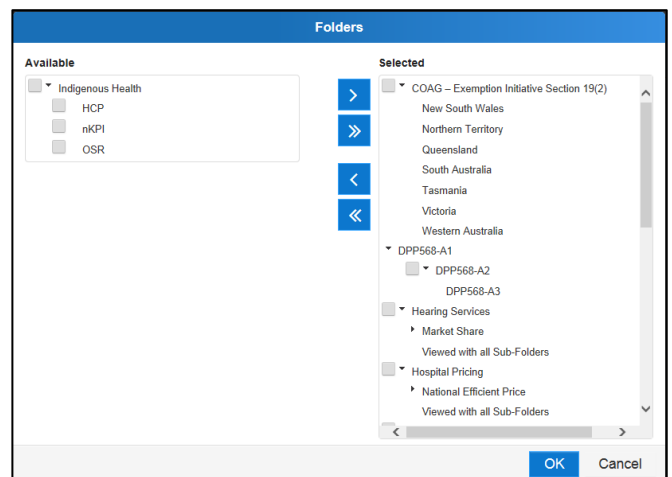 Folders
Available
Indigenous Health
HCP
nKPI
OSR
Selected
COAG – Exemption Initiative Section 19(2)
New South Wales
Northern Territory
Queensland
South Australia
Tasmania
Victoria
Western Australia
DPP568-A1
DPP568-A2
DPP568-A3
Hearing Services
Market Share
Viewed with all Sub-Folders
Hospital Pricing
National Efficient Price
Viewed with all Sub-Folders
OK Cancel